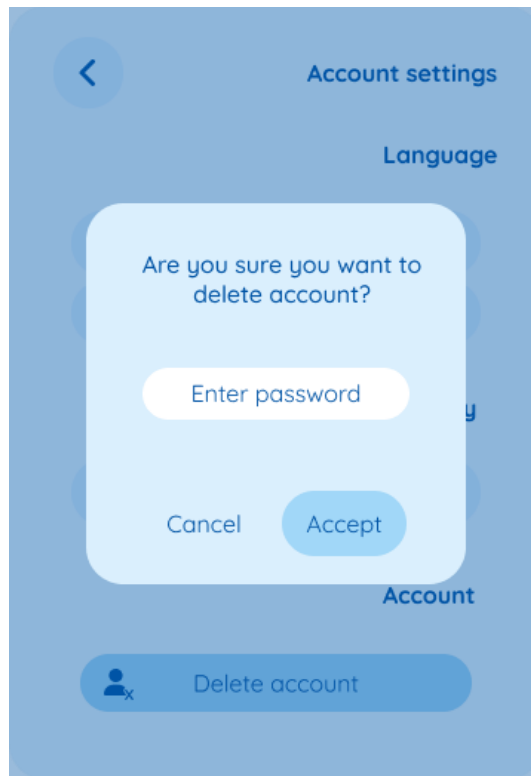 Account settings
Language
Are you sure you want to
delete account?
Enter password
y
Cancel
Accept
Account
x
Delete account